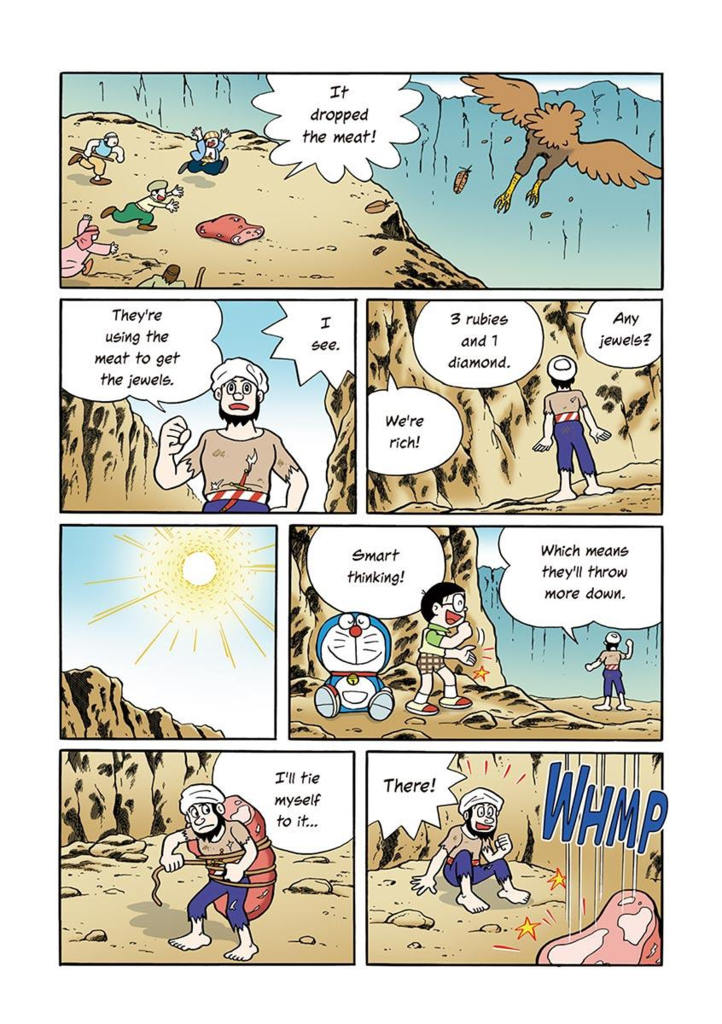 It
dropped
the meat!
Any
jewels?
3 rubies
and 1
diamond.
We're
rich!
I
see.
They're
using the
meat to get
the jewels.
Which means
they'll throw
more down.
Smart
thinking!
WHMP
There!
I'll tie
myself
to it...